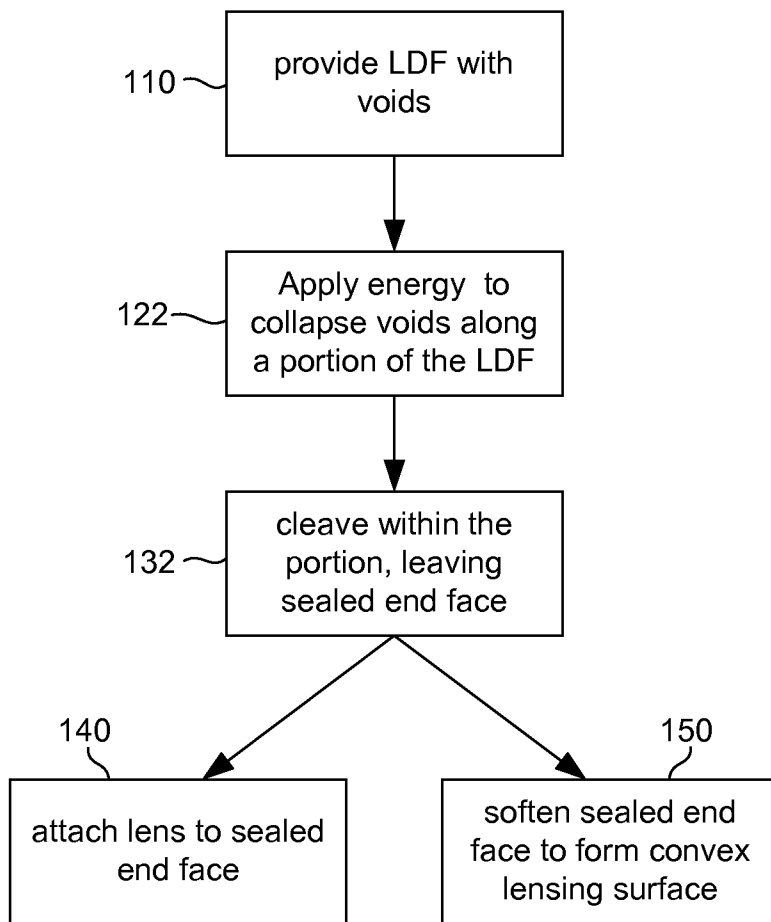 110
provide LDF with
voids
122
Apply energy to
collapse voids along
a portion of the LDF
132
cleave within the
portion, leaving
sealed end face
140
attach lens to sealed
end face
150
soften sealed end
face to form convex
lensing surface